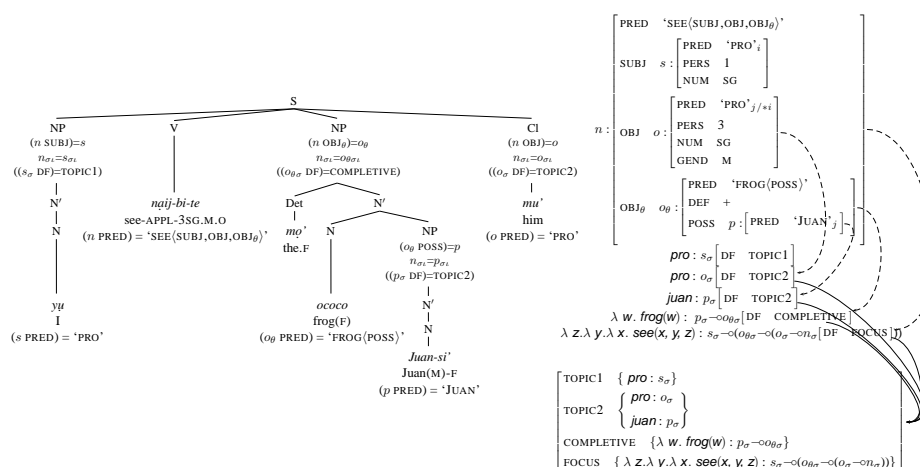 S
NP V NP Cl
(n SUBJ)=s (n OBJθ)=oθ (n OBJ)=o
nσι=sσι nσι=oθσι nσι=oσι
((sσ DF)=TOPIC1) ((oθσ DF)=COMPLETIVE) ((oσ DF)=TOPIC2)
N′ nạij-bi-te Det N′ mu’
see-APPL-3SG.M.O him
(n PRED) = ‘SEE⟨SUBJ,OBJ,OBJθ⟩’ (o PRED) = ‘PRO’
N mọ’ N NP
the.F (oθ POSS)=p
nσι=pσι
((pσ DF)=TOPIC2)
yụ ococo N′
I frog(F)
(s PRED) = ‘PRO’ (oθ PRED) = ‘FROG⟨POSS⟩’ N
Juan-si’
Juan(M)-F
(p PRED) = ‘JUAN’
n: PRED ‘SEE⟨SUBJ,OBJ,OBJθ⟩’
SUBJ s: [PRED ‘PRO’i
PERS 1
NUM SG]
OBJ o: [PRED ‘PRO’j/∗i
PERS 3
NUM SG
GEND M]
OBJθ oθ: [PRED ‘FROG⟨POSS⟩’
DEF +
POSS p: [PRED ‘JUAN’j]]
pro: sσ[DF TOPIC1]
pro: oσ[DF TOPIC2]
juan: pσ[DF TOPIC2]
λ w. frog(w): pσ⊸oθσ[DF COMPLETIVE]
λ z.λ y.λ x. see(x, y, z): sσ⊸(oθσ⊸(oσ⊸nσ[DF FOCUS]))
TOPIC1 { pro: sσ}
TOPIC2 { pro: oσ
juan: pσ }
COMPLETIVE {λ w. frog(w): pσ⊸oθσ}
FOCUS { λ z.λ y.λ x. see(x, y, z): sσ⊸(oθσ⊸(oσ⊸nσ))}